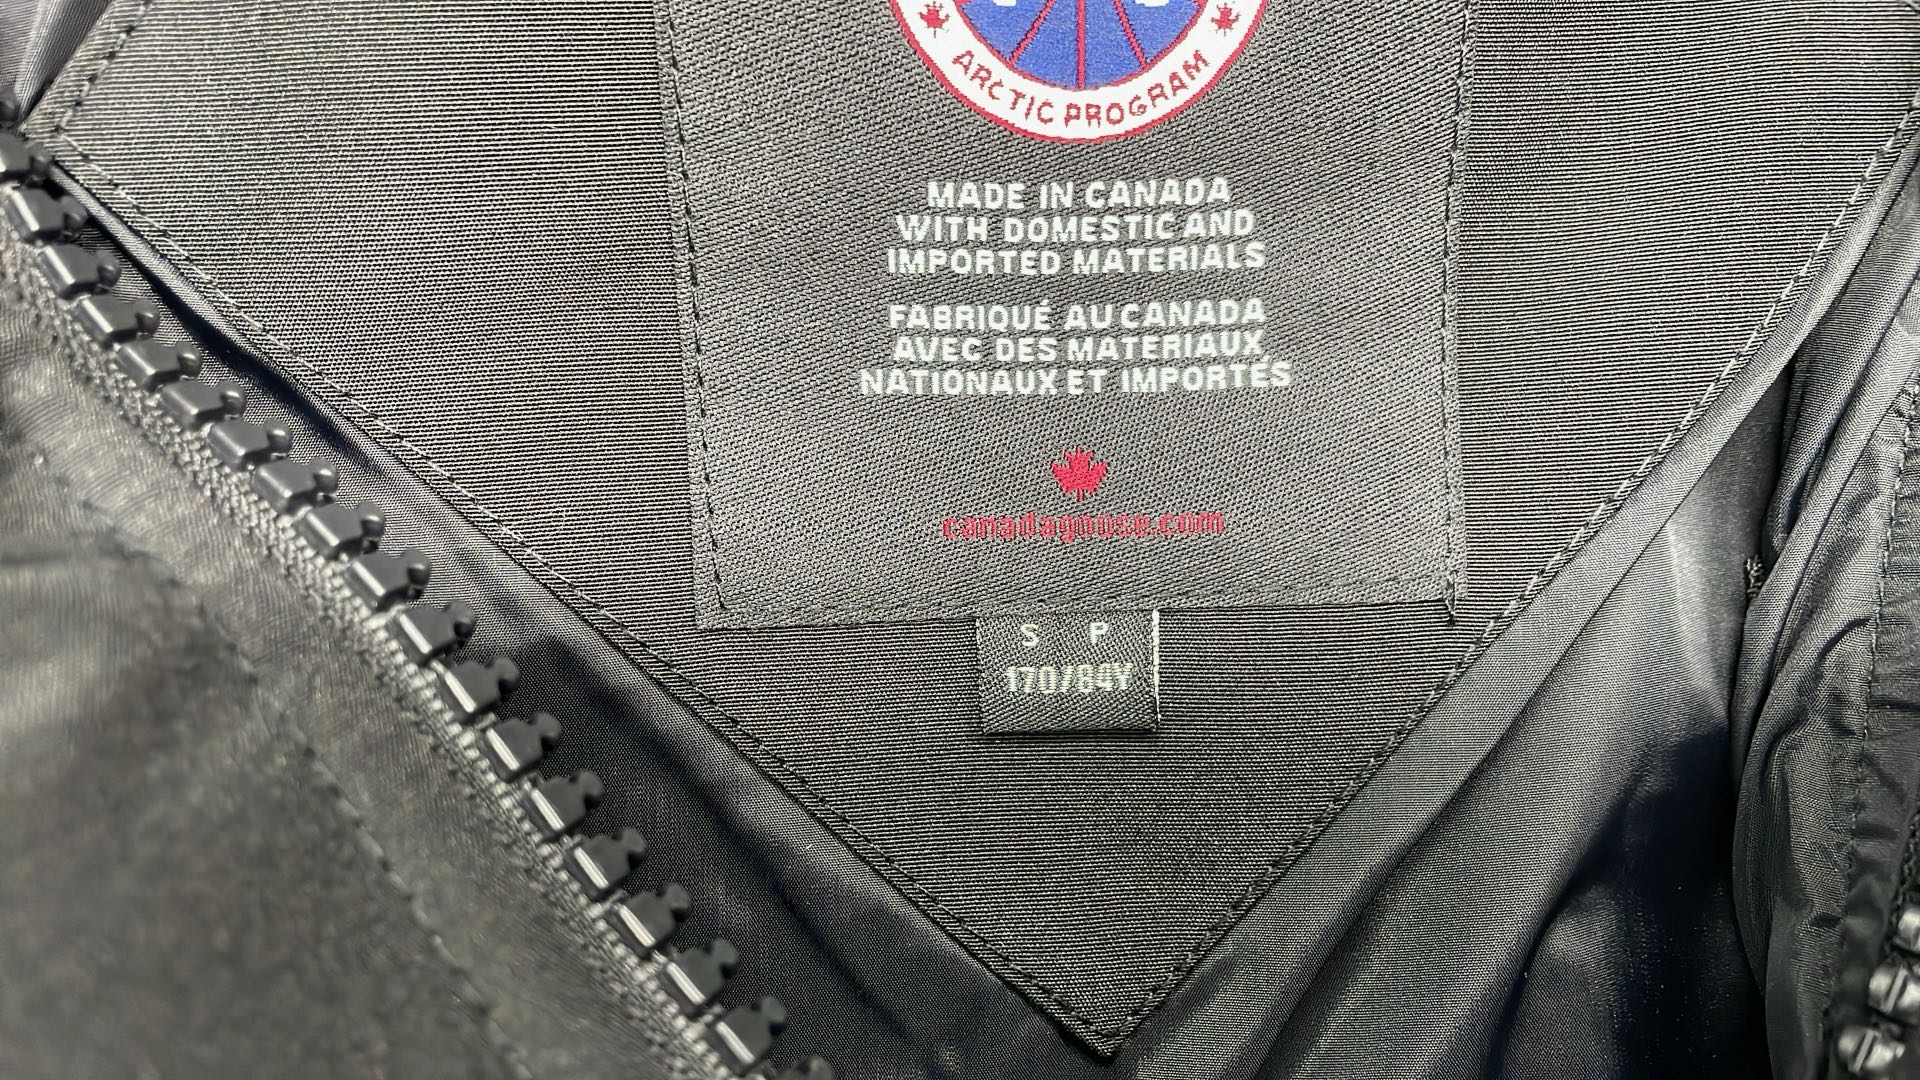 ARCTIC PROGRAM
MADE IN CANADA
WITH DOMESTIC AND
IMPORTED MATERIALS
FABRIQUÉ AU CANADA
AVEC DES MATERIAUX
NATIONAUX ET IMPORTÉS
canadagoose.com
S P
170/84Y